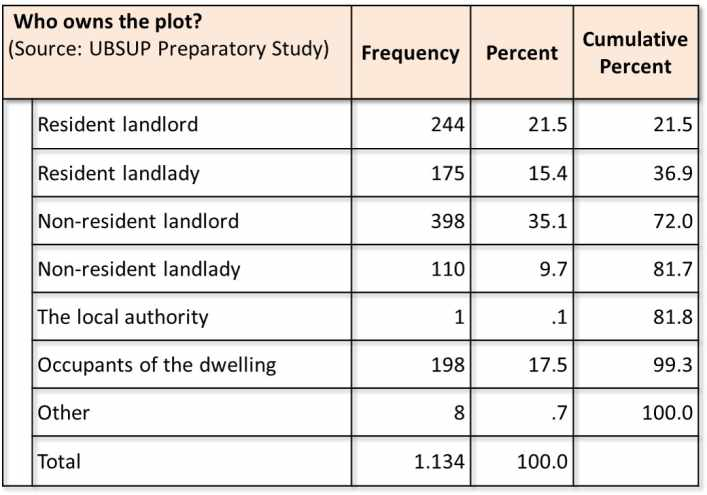 Who owns the plot?
(Source: UBSUP Preparatory Study) Frequency Percent Cumulative Percent
Resident landlord 244 21.5 21.5
Resident landlady 175 15.4 36.9
Non-resident landlord 398 35.1 72.0
Non-resident landlady 110 9.7 81.7
The local authority 1 .1 81.8
Occupants of the dwelling 198 17.5 99.3
Other 8 .7 100.0
Total 1.134 100.0